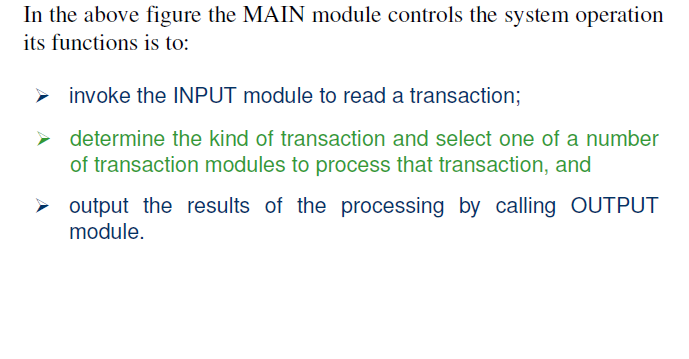 In the above figure the MAIN module controls the system operation
its functions is to:
➢ invoke the INPUT module to read a transaction;
➢ determine the kind of transaction and select one of a number
of transaction modules to process that transaction, and
➢ output the results of the processing by calling OUTPUT
module.